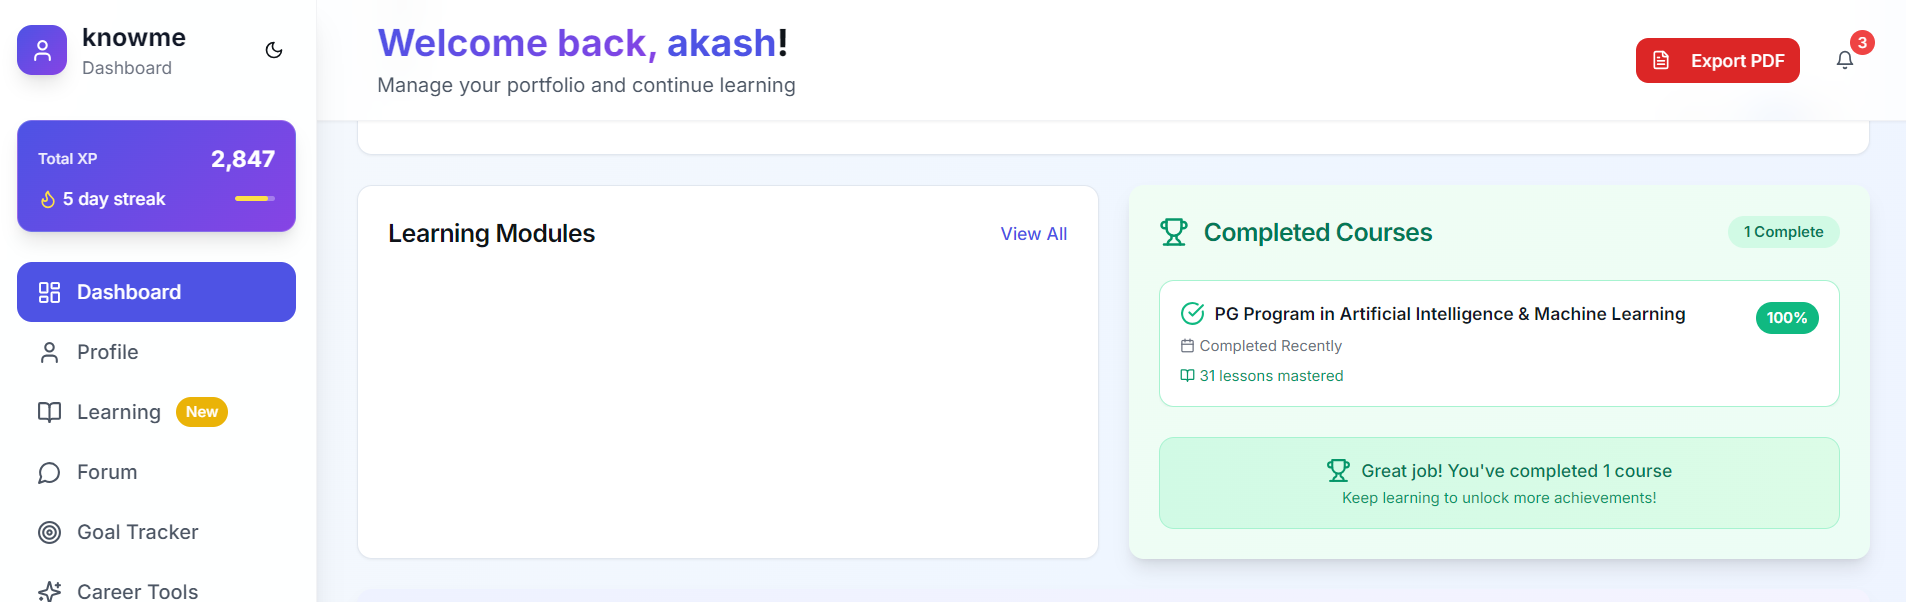 knowme
Dashboard
Total XP
2,847
5 day streak
Dashboard
Profile
Learning New
Forum
Goal Tracker
Career Tools
Welcome back, akash!
Manage your portfolio and continue learning
Export PDF
3
Learning Modules
View All
Completed Courses
1 Complete
PG Program in Artificial Intelligence & Machine Learning
100%
Completed Recently
31 lessons mastered
Great job! You've completed 1 course
Keep learning to unlock more achievements!